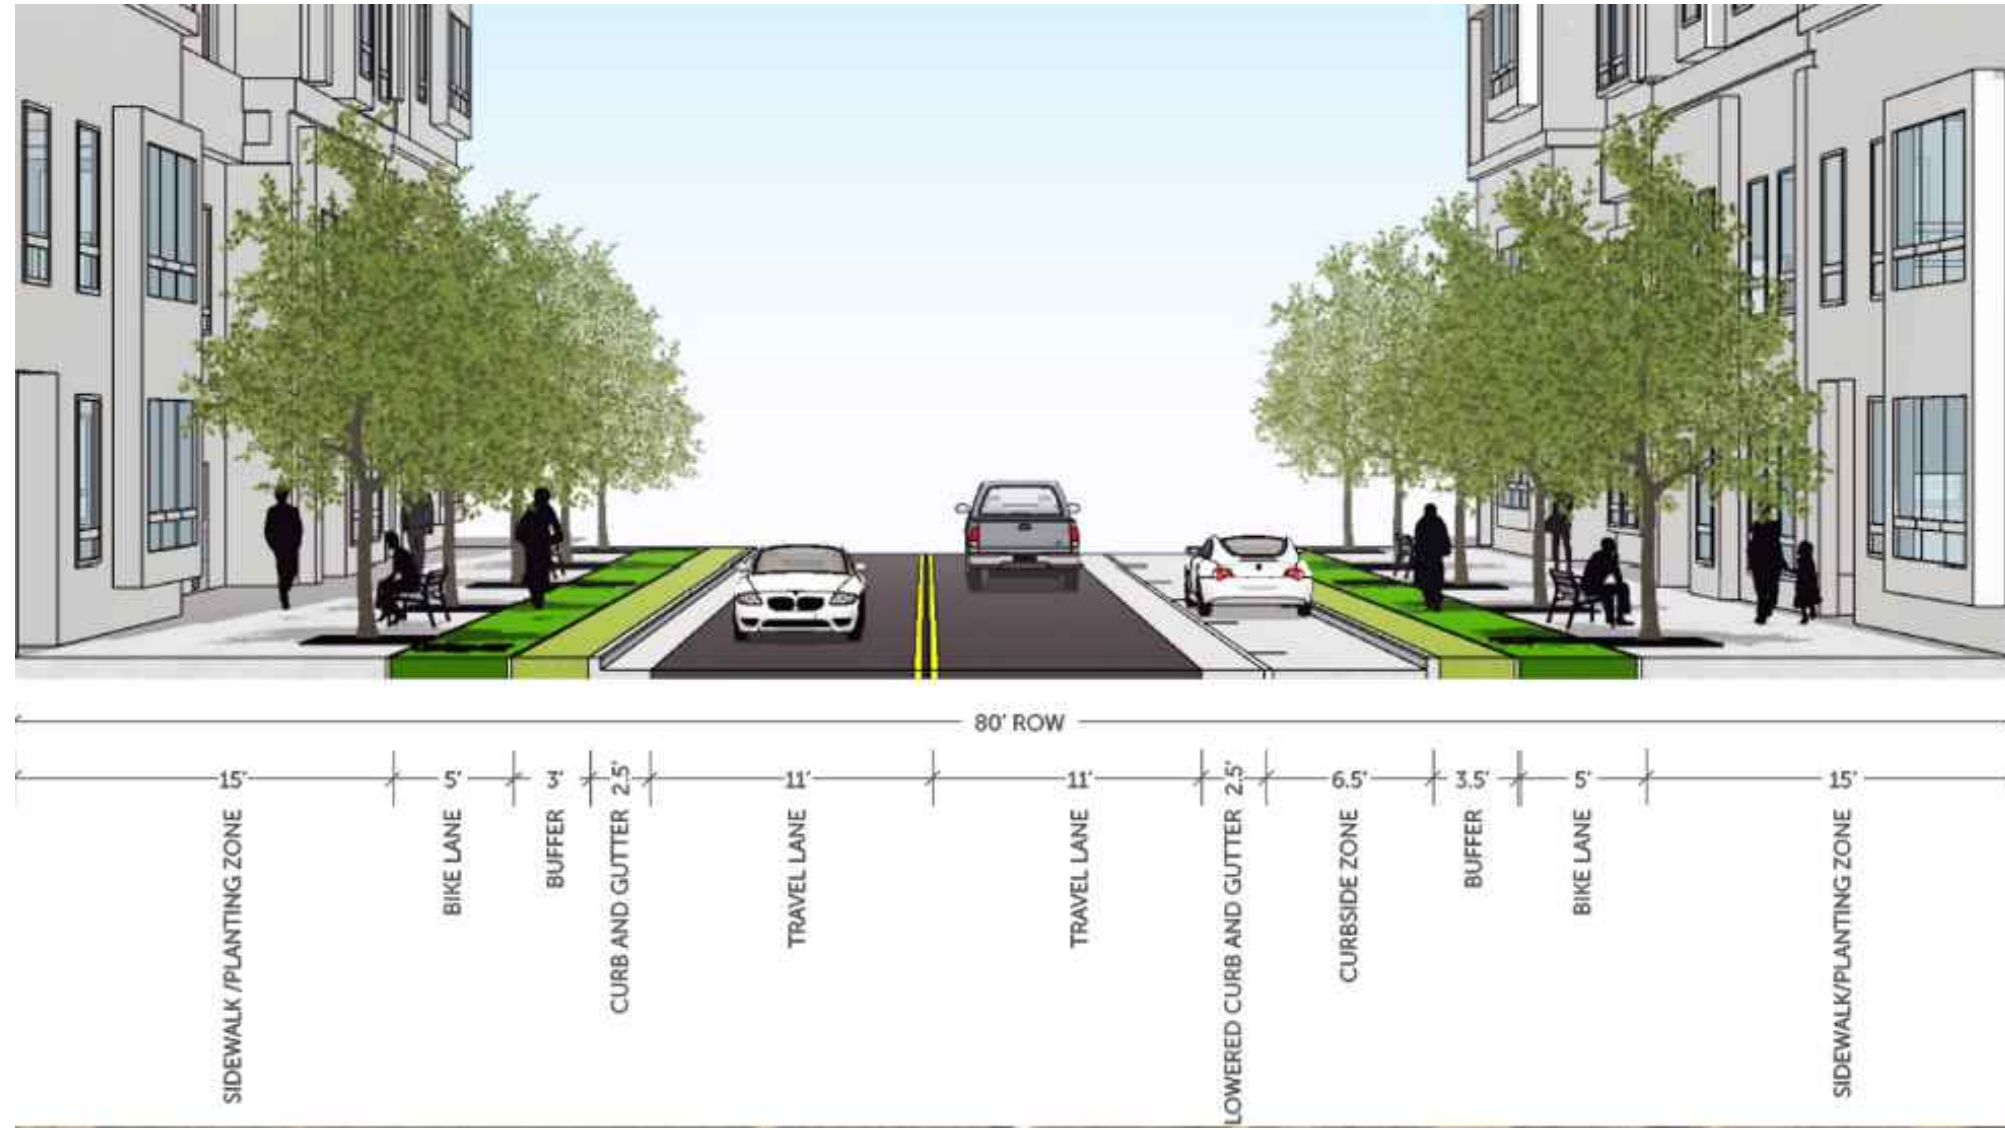 80' ROW
15'
5'
3'
2.5'
11'
11'
2.5'
6.5'
3.5'
5'
15'
SIDEWALK /PLANTING ZONE
BIKE LANE
BUFFER
CURB AND GUTTER
TRAVEL LANE
TRAVEL LANE
LOWERED CURB AND GUTTER
CURBSIDE ZONE
BUFFER
BIKE LANE
SIDEWALK/PLANTING ZONE